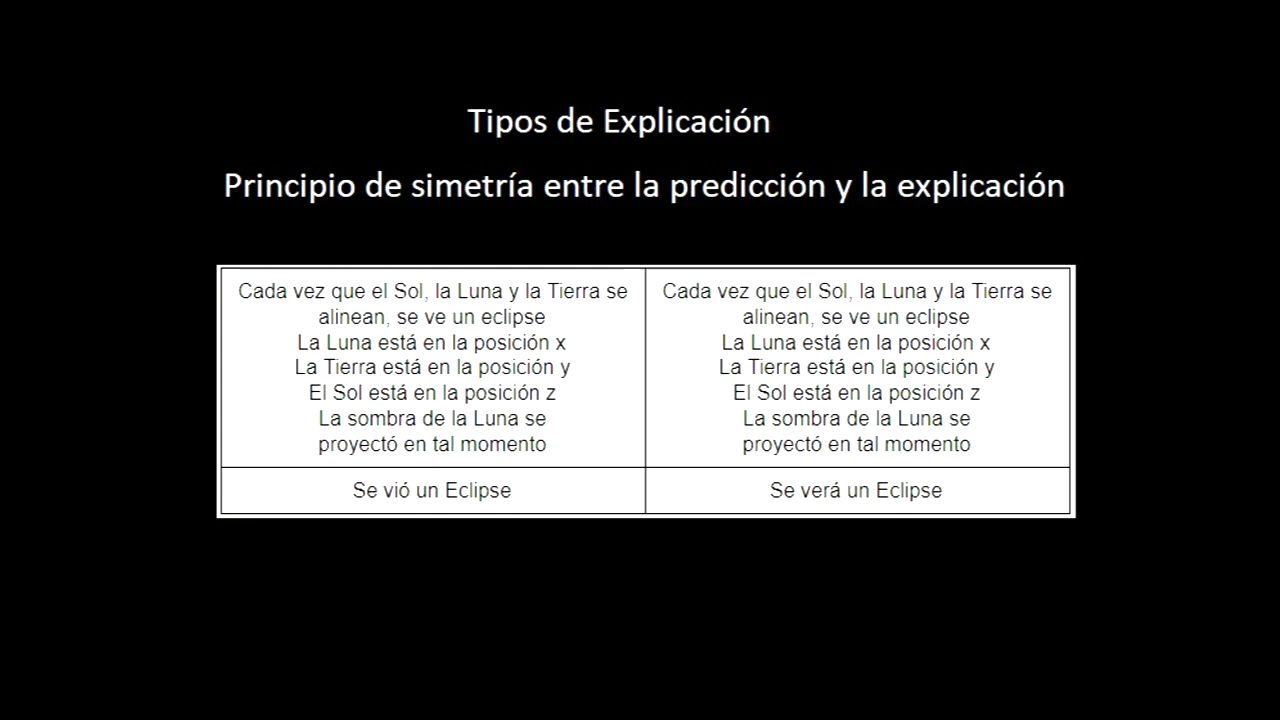 Tipos de Explicación
Principio de simetría entre la predicción y la explicación
Cada vez que el Sol, la Luna y la Tierra se
alinean, se ve un eclipse
La Luna está en la posición x
La Tierra está en la posición y
El Sol está en la posición z
La sombra de la Luna se
proyectó en tal momento
Se vió un Eclipse
Cada vez que el Sol, la Luna y la Tierra se
alinean, se ve un eclipse
La Luna está en la posición x
La Tierra está en la posición y
El Sol está en la posición z
La sombra de la Luna se
proyectó en tal momento
Se verá un Eclipse